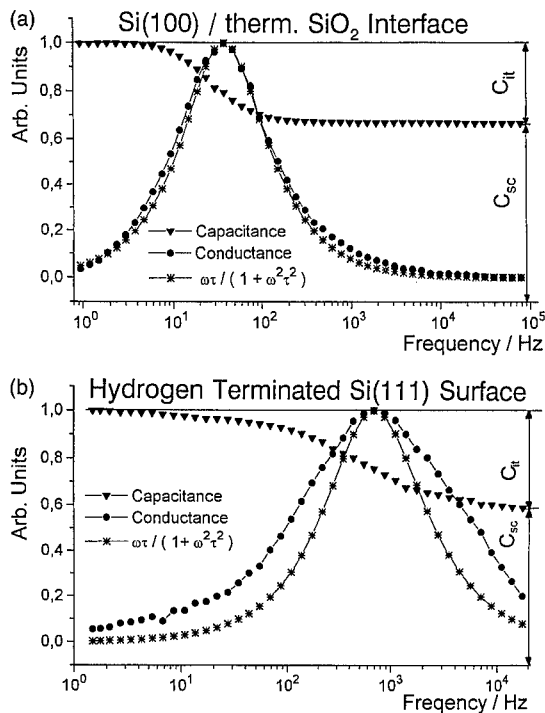 (a)
Si(100) / therm. SiO₂ Interface
Arb. Units
1,0
0,8
0,6
0,4
0,2
0,0
Capacitance
Conductance
ωτ / ( 1+ ω²τ²)
C_it
C_sc
10⁰ 10¹ 10² 10³ 10⁴ 10⁵
Frequency / Hz
(b)
Hydrogen Terminated Si(111) Surface
Arb. Units
1,0
0,8
0,6
0,4
0,2
0,0
Capacitance
Conductance
ωτ / ( 1+ ω²τ²)
C_it
C_sc
10⁰ 10¹ 10² 10³ 10⁴
Freqency / Hz